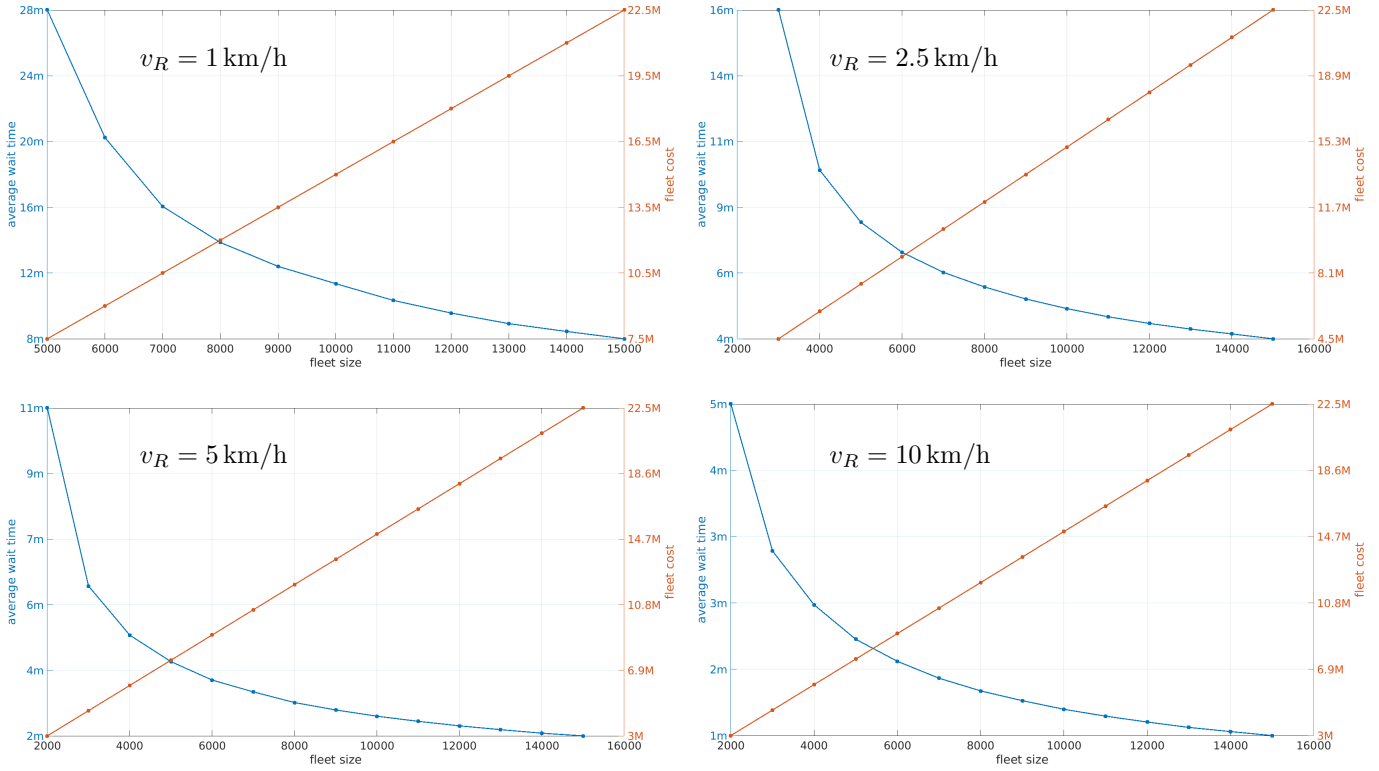 v_R = 1 km/h
28m
24m
20m
16m
12m
8m
average wait time
22.5M
19.5M
16.5M
13.5M
10.5M
7.5M
fleet cost
5000 6000 7000 8000 9000 10000 11000 12000 13000 14000 15000
fleet size
v_R = 2.5 km/h
16m
14m
11m
9m
6m
4m
average wait time
22.5M
18.9M
15.3M
11.7M
8.1M
4.5M
fleet cost
2000 4000 6000 8000 10000 12000 14000 16000
fleet size
v_R = 5 km/h
11m
9m
7m
6m
4m
2m
average wait time
22.5M
18.6M
14.7M
10.8M
6.9M
3M
fleet cost
2000 4000 6000 8000 10000 12000 14000 16000
fleet size
v_R = 10 km/h
5m
4m
3m
3m
2m
1m
average wait time
22.5M
18.6M
14.7M
10.8M
6.9M
3M
fleet cost
2000 4000 6000 8000 10000 12000 14000 16000
fleet size